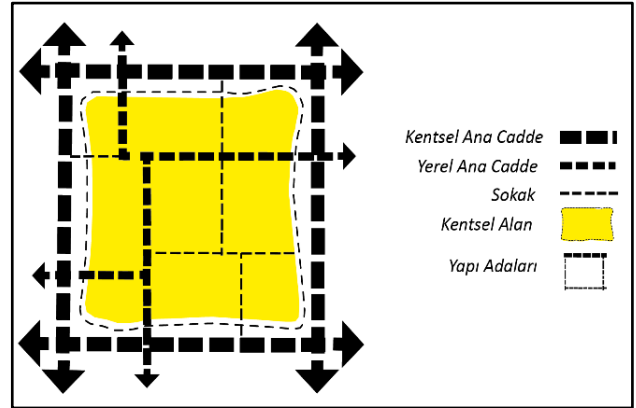 Kentsel Ana Cadde
Yerel Ana Cadde
Sokak
Kentsel Alan
Yapı Adaları